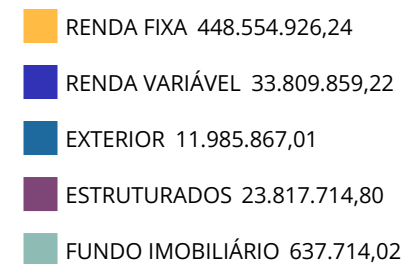 RENDA FIXA 448.554.926,24
RENDA VARIÁVEL 33.809.859,22
EXTERIOR 11.985.867,01
ESTRUTURADOS 23.817.714,80
FUNDO IMOBILIÁRIO 637.714,02